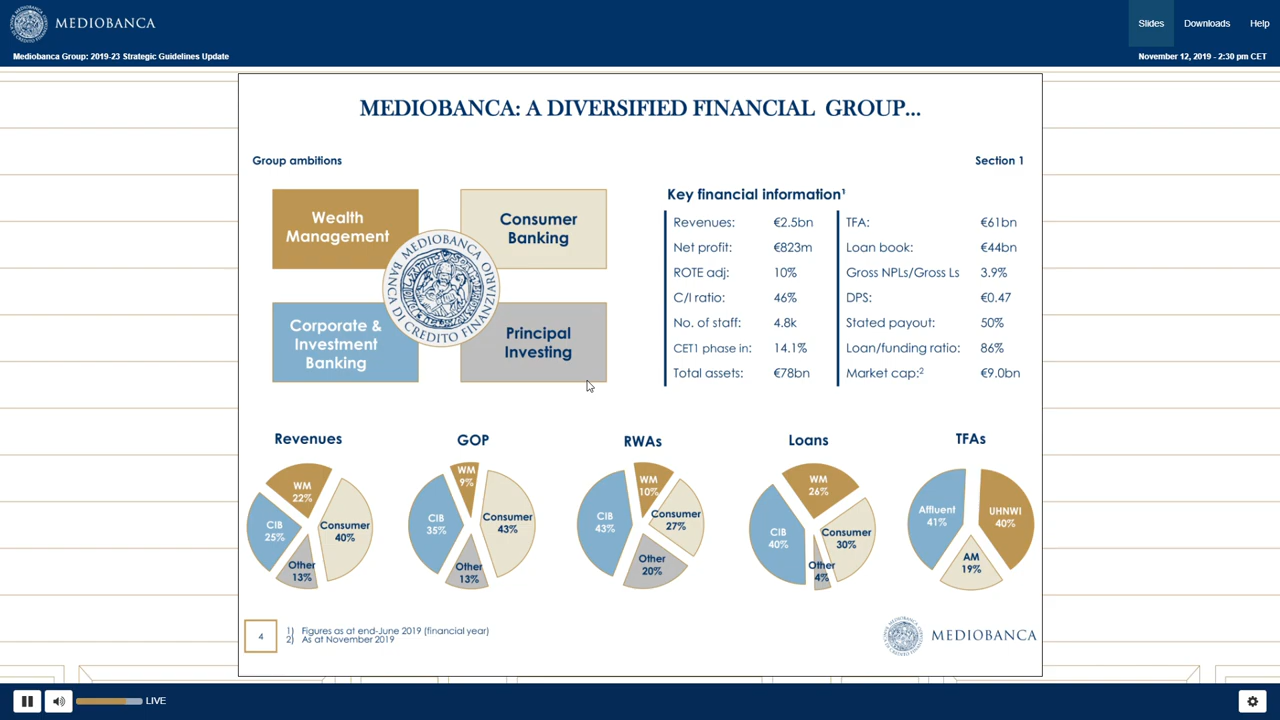 MEDIOBANCA
Slides
Downloads
Help
Mediobanca Group: 2019-23 Strategic Guidelines Update
November 12, 2019 - 2:30 pm CET
MEDIOBANCA: A DIVERSIFIED FINANCIAL GROUP...
Group ambitions
Section 1
Wealth
Management
Consumer
Banking
MEDIOBANCA
BANCA DI CREDITO FINANZIARIO
Corporate &
Investment
Banking
Principal
Investing
Key financial information¹
Revenues: €2.5bn
Net profit: €823m
ROTE adj: 10%
C/I ratio: 46%
No. of staff: 4.8k
CET1 phase in: 14.1%
Total assets: €78bn
TFA: €61bn
Loan book: €44bn
Gross NPLs/Gross Ls 3.9%
DPS: €0.47
Stated payout: 50%
Loan/funding ratio: 86%
Market cap:² €9.0bn
Revenues
WM
22%
Consumer
40%
CIB
25%
Other
13%
GOP
WM
9%
Consumer
43%
CIB
35%
Other
13%
RWAs
WM
10%
Consumer
27%
CIB
43%
Other
20%
Loans
WM
26%
Consumer
30%
CIB
40%
Other
4%
TFAs
Affluent
41%
UHNWI
40%
AM
19%
4
1) Figures as at end-June 2019 (financial year)
2) As at November 2019
MEDIOBANCA
LIVE